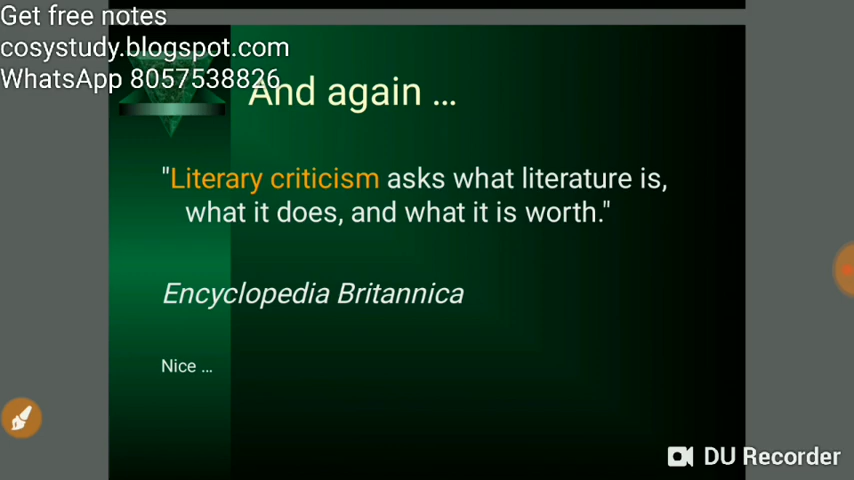 Get free notes
cosystudy.blogspot.com
WhatsApp 8057538826
And again ...
"Literary criticism asks what literature is,
what it does, and what it is worth."
Encyclopedia Britannica
Nice ...
DU Recorder